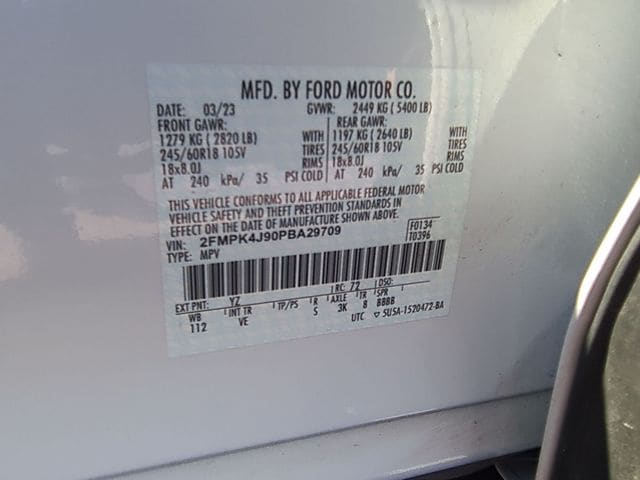 MFD. BY FORD MOTOR CO.
DATE: 03/23 GVWR: 2449 KG ( 5400 LB)
FRONT GAWR: REAR GAWR:
1279 KG ( 2820 LB) WITH 1197 KG ( 2640 LB) WITH
245/60R18 105V TIRES 245/60R18 105V TIRES
18x8.0J RIMS 18x8.0J RIMS
AT 240 kPa/ 35 PSI COLD AT 240 kPa/ 35 PSI COLD
THIS VEHICLE CONFORMS TO ALL APPLICABLE FEDERAL MOTOR
VEHICLE SAFETY AND THEFT PREVENTION STANDARDS IN
EFFECT ON THE DATE OF MANUFACTURE SHOWN ABOVE.
VIN: 2FMPK4J90PBA29709 F0134
TYPE: MPV T0396
EXT PNT: YZ RC: 72 DSO:
WB INT TR TP/PS R AXLE TR SPR
112 VE S 3K 8 BBBB
UTC 5U5A-1520472-BA